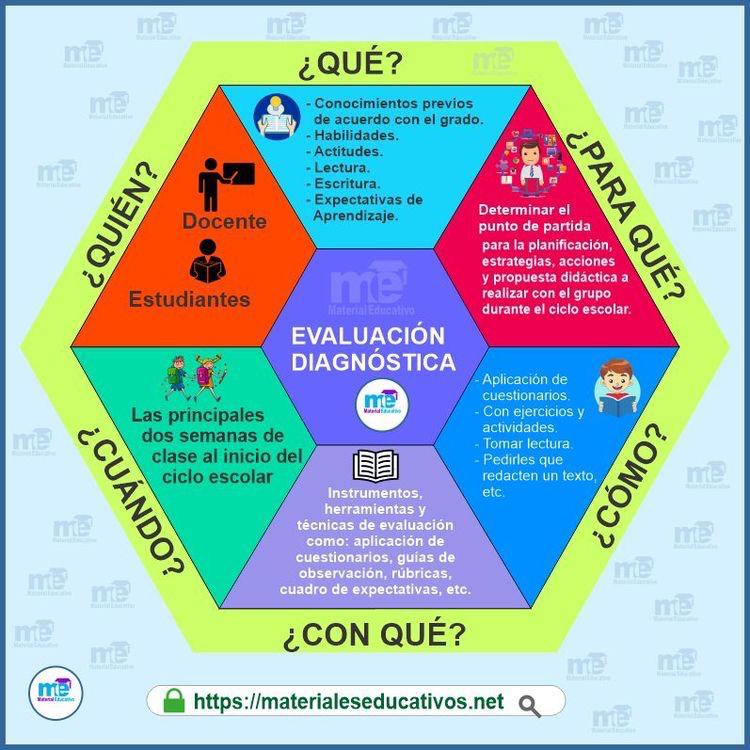 ¿QUÉ?
- Conocimientos previos
de acuerdo con el grado.
- Habilidades.
- Actitudes.
- Lectura.
- Escritura.
- Expectativas de
Aprendizaje.
¿PARA QUÉ?
Determinar el
punto de partida
para la planificación,
estrategias, acciones
y propuesta didáctica a
realizar con el grupo
durante el ciclo escolar.
¿CÓMO?
- Aplicación de
cuestionarios.
- Con ejercicios y
actividades.
- Tomar lectura.
- Pedirles que
redacten un texto,
etc.
¿CON QUÉ?
Instrumentos,
herramientas y
técnicas de evaluación
como: aplicación de
cuestionarios, guías de
observación, rúbricas,
cuadro de expectativas, etc.
¿CUÁNDO?
Las principales
dos semanas de
clase al inicio del
ciclo escolar
¿QUIÉN?
Docente
Estudiantes
me
Material Educativo
EVALUACIÓN
DIAGNÓSTICA
me
Material Educativo
me
Material Educativo
https://materialeseducativos.net